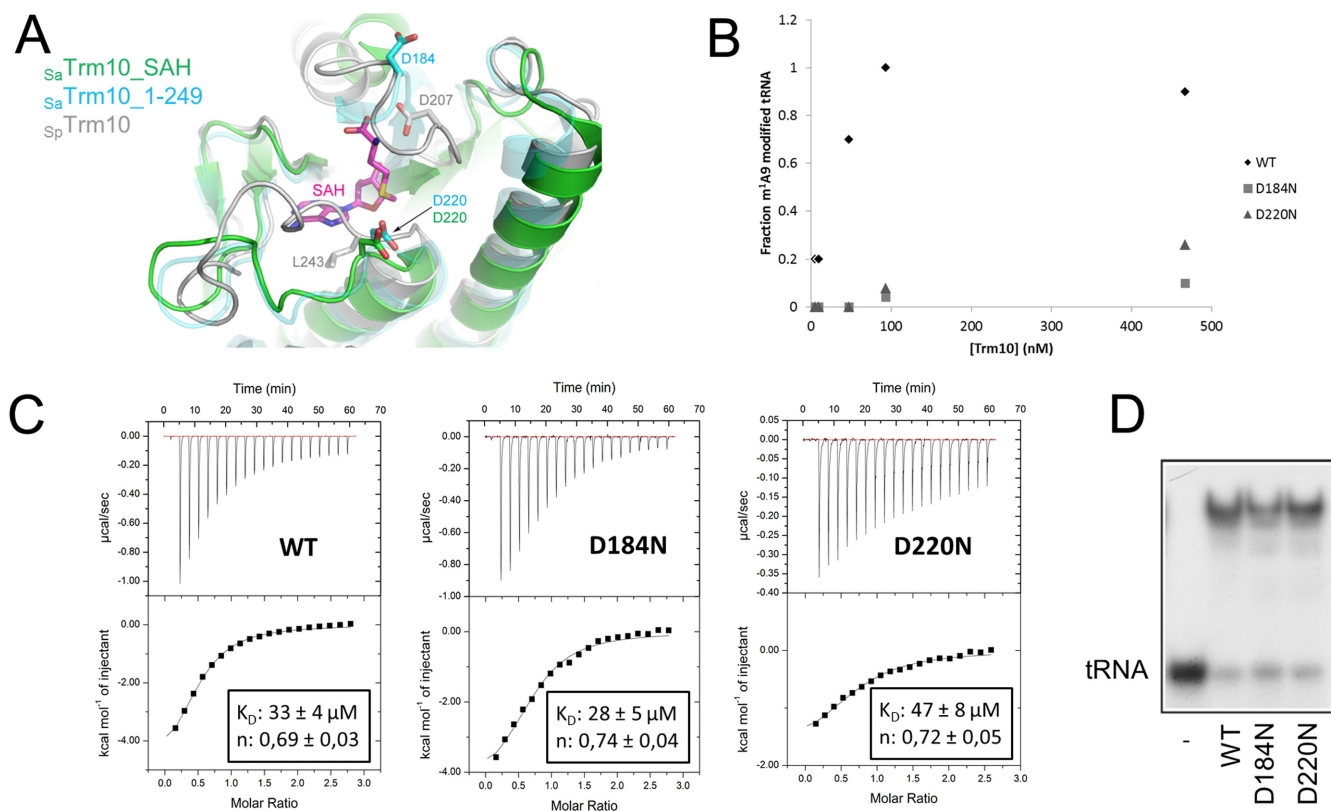 A
SaTrm10_SAH
SaTrm10_1-249
SpTrm10
D184
D207
SAH
D220
D220
L243
B
Fraction m¹A9 modified tRNA
1.2
1
0.8
0.6
0.4
0.2
0
0 100 200 300 400 500
[Trm10] (nM)
WT
D184N
D220N
C
Time (min)
0 10 20 30 40 50 60 70
µcal/sec
0.00
-0.20
-0.40
-0.60
-0.80
-1.00
WT
kcal mol⁻¹ of injectant
0.00
-2.00
-4.00
K_D: 33 ± 4 µM
n: 0,69 ± 0,03
0.0 0.5 1.0 1.5 2.0 2.5 3.0
Molar Ratio
Time (min)
0 10 20 30 40 50 60 70
µcal/sec
0.00
-0.20
-0.40
-0.60
-0.80
-1.00
D184N
kcal mol⁻¹ of injectant
0.00
-2.00
-4.00
K_D: 28 ± 5 µM
n: 0,74 ± 0,04
0.0 0.5 1.0 1.5 2.0 2.5 3.0
Molar Ratio
Time (min)
0 10 20 30 40 50 60 70
µcal/sec
0.05
0.00
-0.05
-0.10
-0.15
-0.20
-0.25
-0.30
-0.35
-0.40
D220N
kcal mol⁻¹ of injectant
0.00
-2.00
K_D: 47 ± 8 µM
n: 0,72 ± 0,05
0.0 0.5 1.0 1.5 2.0 2.5 3.0
Molar Ratio
D
tRNA
-
WT
D184N
D220N